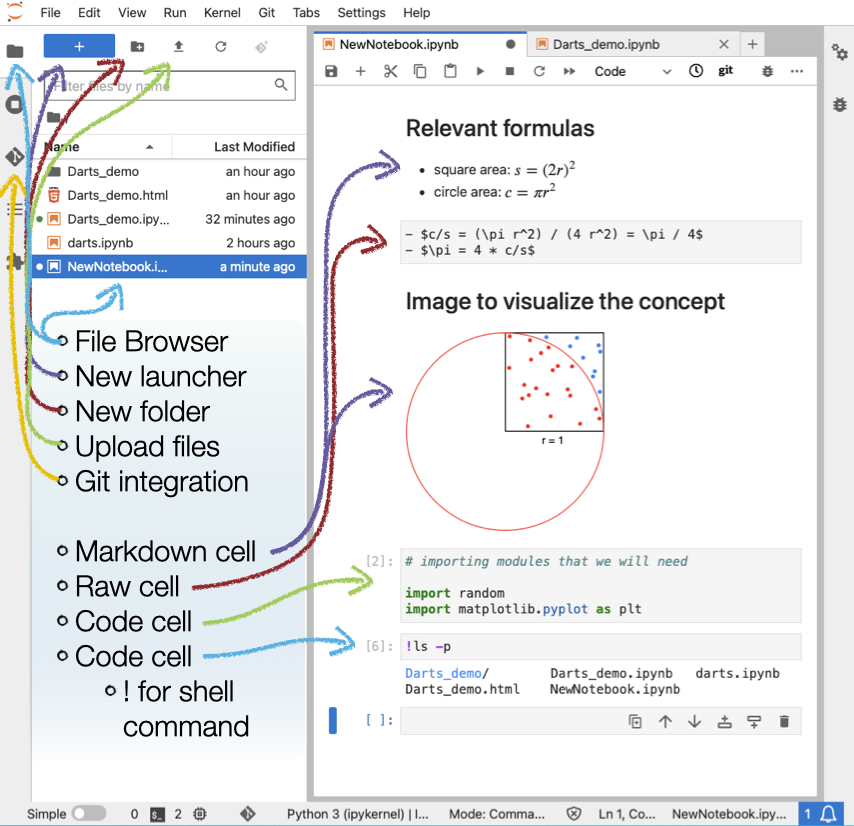 File Edit View Run Kernel Git Tabs Settings Help
+
Filter files by name
Name Last Modified
Darts_demo an hour ago
Darts_demo.html an hour ago
Darts_demo.ipy... 32 minutes ago
darts.ipynb 2 hours ago
NewNotebook.i... a minute ago
File Browser
New launcher
New folder
Upload files
Git integration
Markdown cell
Raw cell
Code cell
Code cell
! for shell
command
NewNotebook.ipynb Darts_demo.ipynb
Code git
Relevant formulas
• square area: s = (2r)²
• circle area: c = πr²
- $c/s = (\pi r^2) / (4 r^2) = \pi / 4$
- $\pi = 4 * c/s$
Image to visualize the concept
r = 1
[2]: # importing modules that we will need
import random
import matplotlib.pyplot as plt
[6]: !ls -p
Darts_demo/ Darts_demo.ipynb darts.ipynb
Darts_demo.html NewNotebook.ipynb
[ ]:
Simple 0 $_ 2 Python 3 (ipykernel) | I... Mode: Comma... Ln 1, Co... NewNotebook.ipy... 1